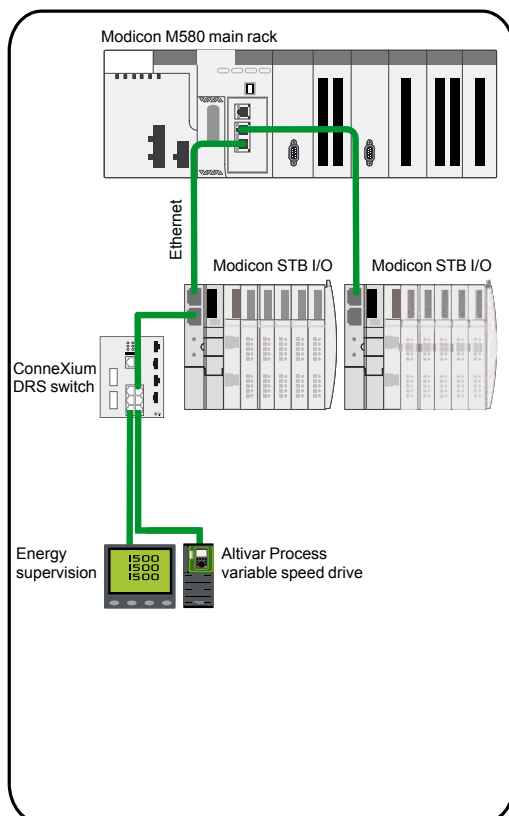 Modicon M580 main rack
Ethernet
Modicon STB I/O
Modicon STB I/O
ConneXium
DRS switch
Energy
supervision
1500
1500
1500
Altivar Process
variable speed drive